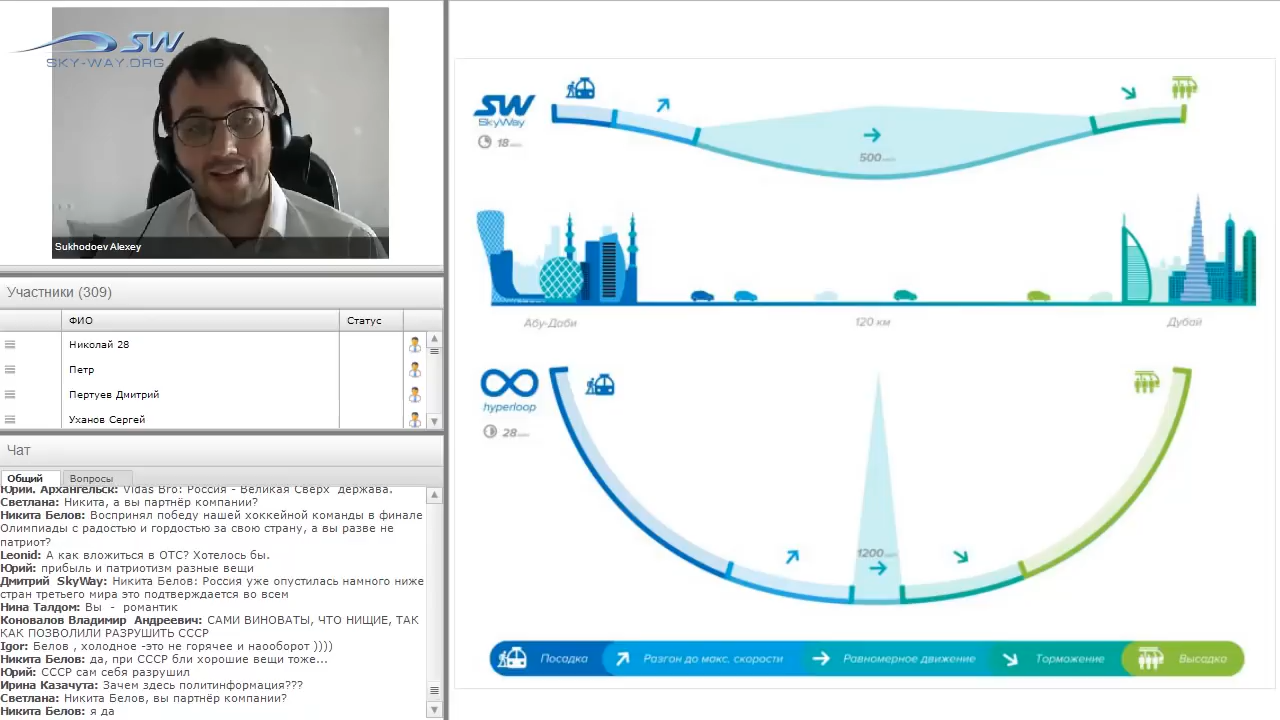 SW
SKY-WAY.ORG
Sukhodoev Alexey
Участники (309)
ФИО
Статус
Николай 28
Петр
Пертуев Дмитрий
Уханов Сергей
Чат
Общий
Вопросы
Юрий. Архангельск: Vidas Bro: Россия - Великая Сверх держава.
Светлана: Никита, а вы партнёр компании?
Никита Белов: Воспринял победу нашей хоккейной команды в финале
Олимпиады с радостью и гордостью за свою страну, а вы разве не
патриот?
Leonid: А как вложиться в ОТС? Хотелось бы.
Юрий: прибыль и патриотизм разные вещи
Дмитрий SkyWay: Никита Белов: Россия уже опустилась намного ниже
стран третьего мира это подтверждается во всем
Нина Талдом: Вы - романтик
Коновалов Владимир Андреевич: САМИ ВИНОВАТЫ, ЧТО НИЩИЕ, ТАК
КАК ПОЗВОЛИЛИ РАЗРУШИТЬ СССР
Igor: Белов , холодное -это не горячее и наооборот ))))
Никита Белов: да, при СССР бли хорошие вещи тоже...
Юрий: СССР сам себя разрушил
Ирина Казачута: Зачем здесь политинформация???
Светлана: Никита Белов, вы партнёр компании?
Никита Белов: я да
SW
SkyWay
18
500
Абу-Даби
120 км
Дубай
hyperloop
28
1200
Посадка
Разгон до макс. скорости
Равномерное движение
Торможение
Высадка